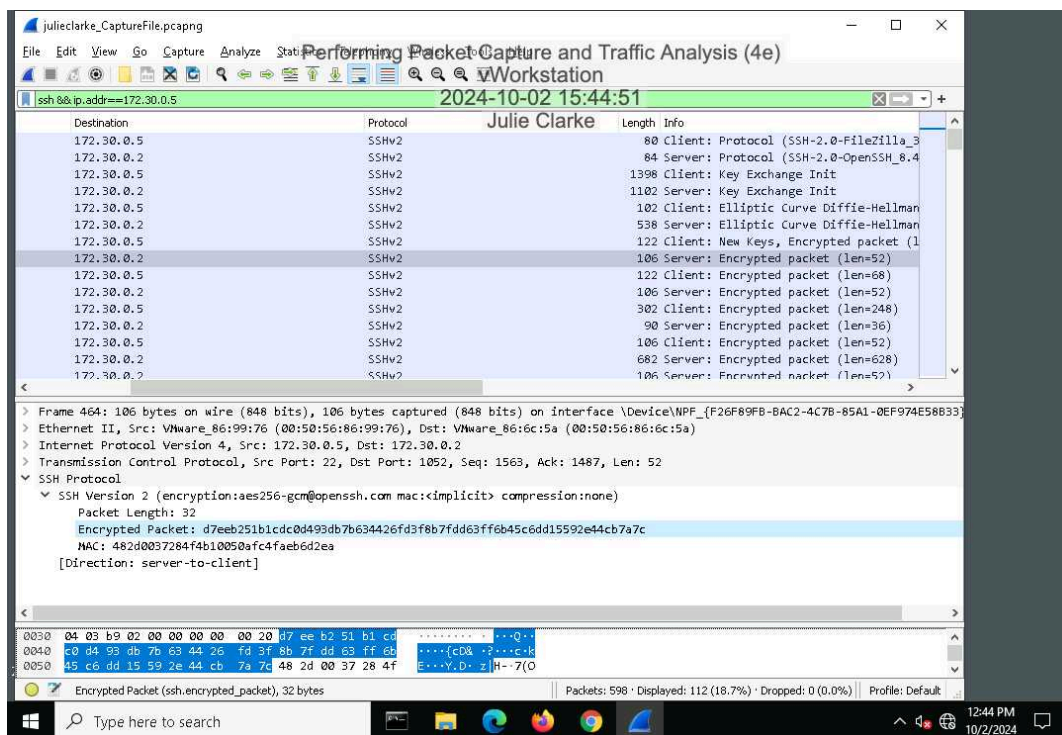 julieclarke_CaptureFile.pcapng
File Edit View Go Capture Analyze
Performing Packet Capture and Traffic Analysis (4e)
vWorkstation
2024-10-02 15:44:51
Julie Clarke
ssh && ip.addr==172.30.0.5
Destination Protocol Length Info
172.30.0.5 SSHv2 80 Client: Protocol (SSH-2.0-FileZilla_3
172.30.0.2 SSHv2 84 Server: Protocol (SSH-2.0-OpenSSH_8.4
172.30.0.5 SSHv2 1398 Client: Key Exchange Init
172.30.0.2 SSHv2 1102 Server: Key Exchange Init
172.30.0.5 SSHv2 102 Client: Elliptic Curve Diffie-Hellman
172.30.0.2 SSHv2 538 Server: Elliptic Curve Diffie-Hellman
172.30.0.5 SSHv2 122 Client: New Keys, Encrypted packet (l
172.30.0.2 SSHv2 106 Server: Encrypted packet (len=52)
172.30.0.5 SSHv2 122 Client: Encrypted packet (len=68)
172.30.0.2 SSHv2 106 Server: Encrypted packet (len=52)
172.30.0.5 SSHv2 302 Client: Encrypted packet (len=248)
172.30.0.2 SSHv2 90 Server: Encrypted packet (len=36)
172.30.0.5 SSHv2 106 Client: Encrypted packet (len=52)
172.30.0.2 SSHv2 682 Server: Encrypted packet (len=628)
172.30.0.2 SSHv2 106 Server: Encrypted packet (len=52)
Frame 464: 106 bytes on wire (848 bits), 106 bytes captured (848 bits) on interface \Device\NPF_{F26F89FB-BAC2-4C7B-85A1-0EF974E58B33}
Ethernet II, Src: VMware_86:99:76 (00:50:56:86:99:76), Dst: VMware_86:6c:5a (00:50:56:86:6c:5a)
Internet Protocol Version 4, Src: 172.30.0.5, Dst: 172.30.0.2
Transmission Control Protocol, Src Port: 22, Dst Port: 1052, Seq: 1563, Ack: 1487, Len: 52
SSH Protocol
SSH Version 2 (encryption:aes256-gcm@openssh.com mac:<implicit> compression:none)
Packet Length: 32
Encrypted Packet: d7eeb251b1cdc0d493db7b634426fd3f8b7fdd63ff6b45c6dd15592e44cb7a7c
MAC: 482d0037284f4b10050afc4faeb6d2ea
[Direction: server-to-client]
0030 04 03 b9 02 00 00 00 00 00 20 d7 ee b2 51 b1 cd ········ · ···Q··
0040 c0 d4 93 db 7b 63 44 26 fd 3f 8b 7f dd 63 ff 6b ····{cD& ·?···c·k
0050 45 c6 dd 15 59 2e 44 cb 7a 7c 48 2d 00 37 28 4f E···Y.D· z|H-·7(O
Encrypted Packet (ssh.encrypted_packet), 32 bytes Packets: 598 · Displayed: 112 (18.7%) · Dropped: 0 (0.0%) Profile: Default
Type here to search
12:44 PM
10/2/2024